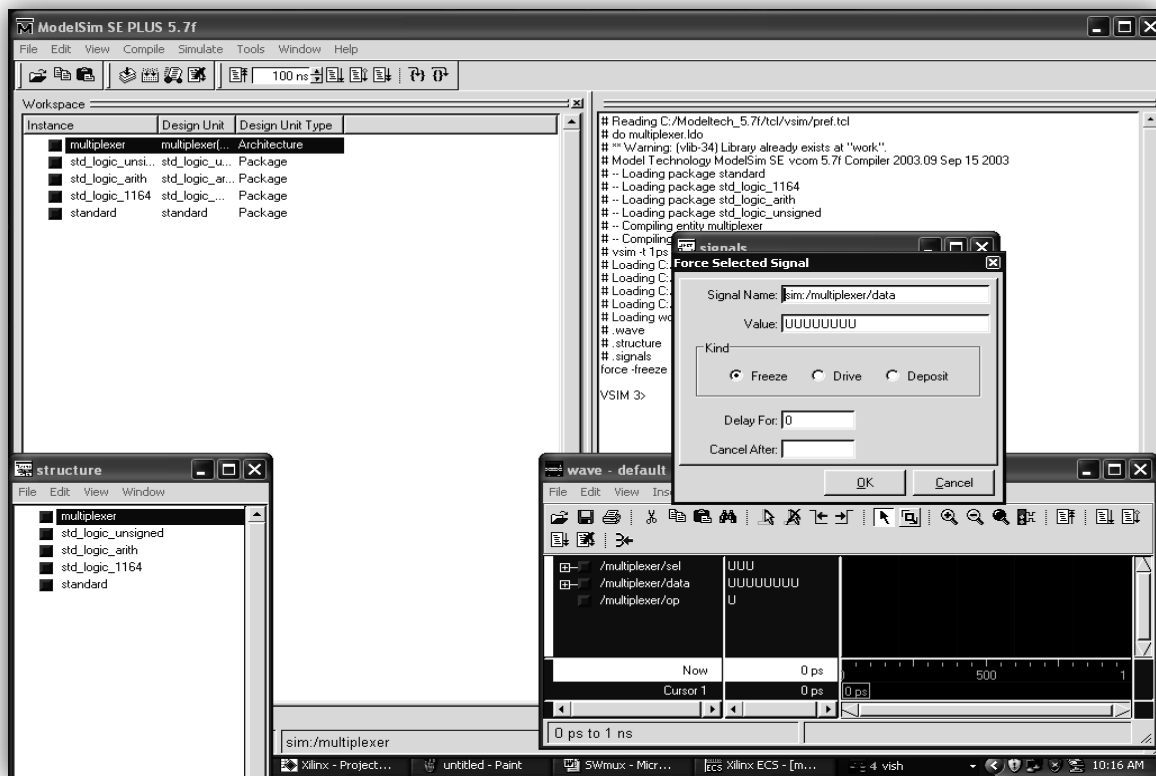 ModelSim SE PLUS 5.7f
File Edit View Compile Simulate Tools Window Help
100 ns
Workspace
Instance Design Unit Design Unit Type
multiplexer multiplexer(... Architecture
std_logic_unsi... std_logic_u... Package
std_logic_arith std_logic_ar... Package
std_logic_1164 std_logic_... Package
standard standard Package
# Reading C:/Modeltech_5.7f/tcl/vsim/pref.tcl
# do multiplexer.ldo
# ** Warning: (vlib-34) Library already exists at "work".
# Model Technology ModelSim SE vcom 5.7f Compiler 2003.09 Sep 15 2003
# -- Loading package standard
# -- Loading package std_logic_1164
# -- Loading package std_logic_arith
# -- Loading package std_logic_unsigned
# -- Compiling entity multiplexer
# -- Compiling
# vsim -t 1ps
# Loading C:
# Loading C:
# Loading C:
# Loading C:
# Loading wo
# .wave
# .structure
# .signals
force -freeze
VSIM 3>
signals
Force Selected Signal
Signal Name: sim:/multiplexer/data
Value: UUUUUUUU
Kind
Freeze Drive Deposit
Delay For: 0
Cancel After:
OK Cancel
structure
File Edit View Window
multiplexer
std_logic_unsigned
std_logic_arith
std_logic_1164
standard
wave - default
File Edit View Ins
/multiplexer/sel UUU
/multiplexer/data UUUUUUUU
/multiplexer/op U
Now 0 ps 500 1
Cursor 1 0 ps 0 ps
0 ps to 1 ns
sim:/multiplexer
Xilinx - Project... untitled - Paint SWmux - Micr... Xilinx ECS - [m... 4 vish 10:16 AM